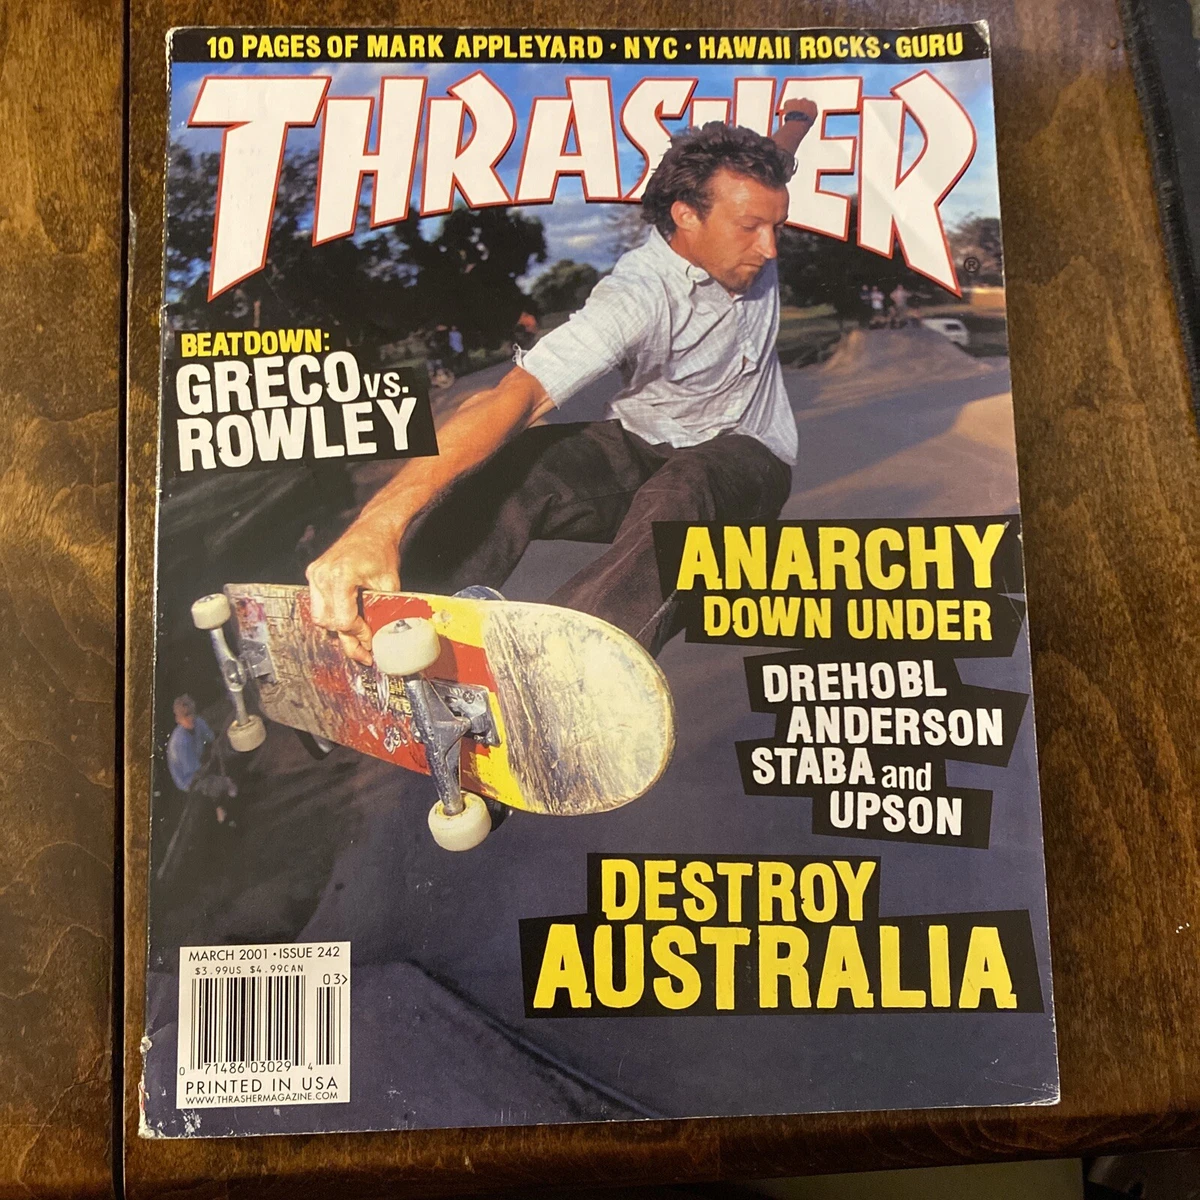 10 PAGES OF MARK APPLEYARD · NYC · HAWAII ROCKS · GURU
THRASHER
®
BEATDOWN:
GRECO VS.
ROWLEY
ANARCHY
DOWN UNDER
DREHOBL
ANDERSON
STABA and
UPSON
DESTROY
AUSTRALIA
MARCH 2001 · ISSUE 242
$3.99US $4.99CAN
03>
0 71486 03029 4
PRINTED IN USA
WWW.THRASHERMAGAZINE.COM